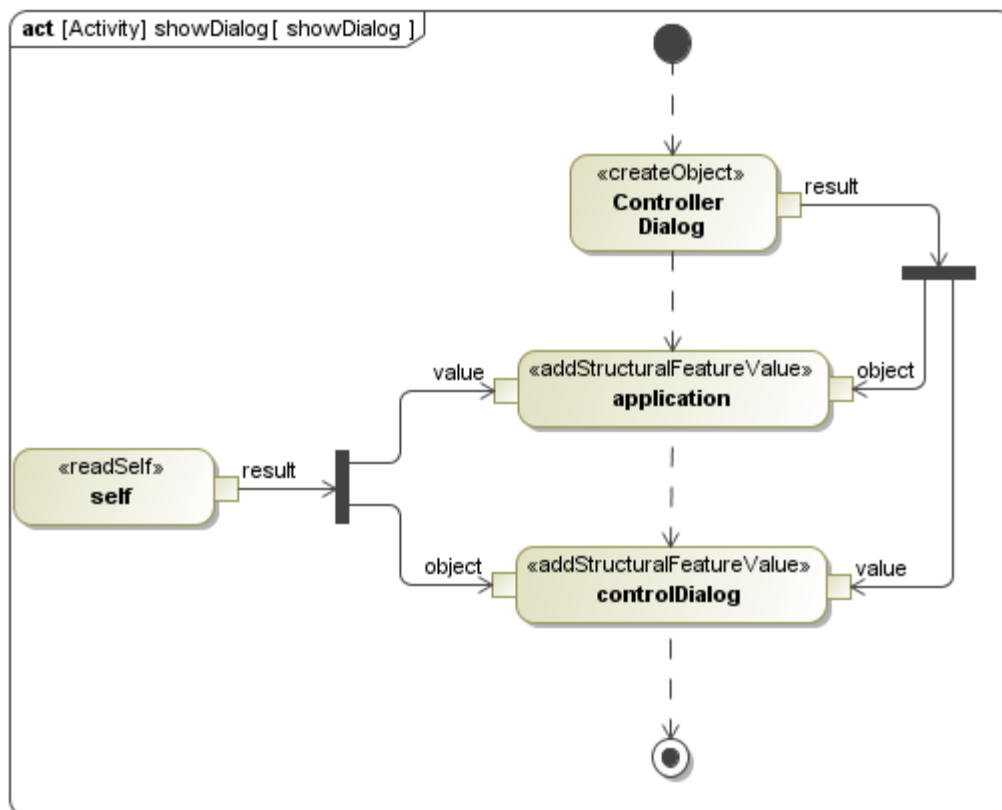 act [Activity] showDialog[ showDialog ]
«createObject»
Controller
Dialog
result
«addStructuralFeatureValue»
application
value
object
«readSelf»
self
result
«addStructuralFeatureValue»
controlDialog
object
value